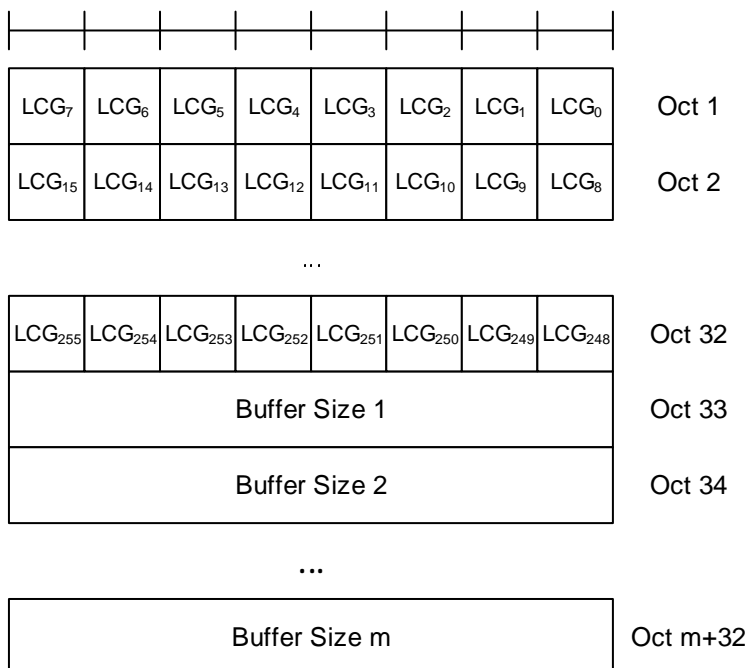 LCG₇ LCG₆ LCG₅ LCG₄ LCG₃ LCG₂ LCG₁ LCG₀ Oct 1
LCG₁₅ LCG₁₄ LCG₁₃ LCG₁₂ LCG₁₁ LCG₁₀ LCG₉ LCG₈ Oct 2
...
LCG₂₅₅ LCG₂₅₄ LCG₂₅₃ LCG₂₅₂ LCG₂₅₁ LCG₂₅₀ LCG₂₄₉ LCG₂₄₈ Oct 32
Buffer Size 1 Oct 33
Buffer Size 2 Oct 34
...
Buffer Size m Oct m+32